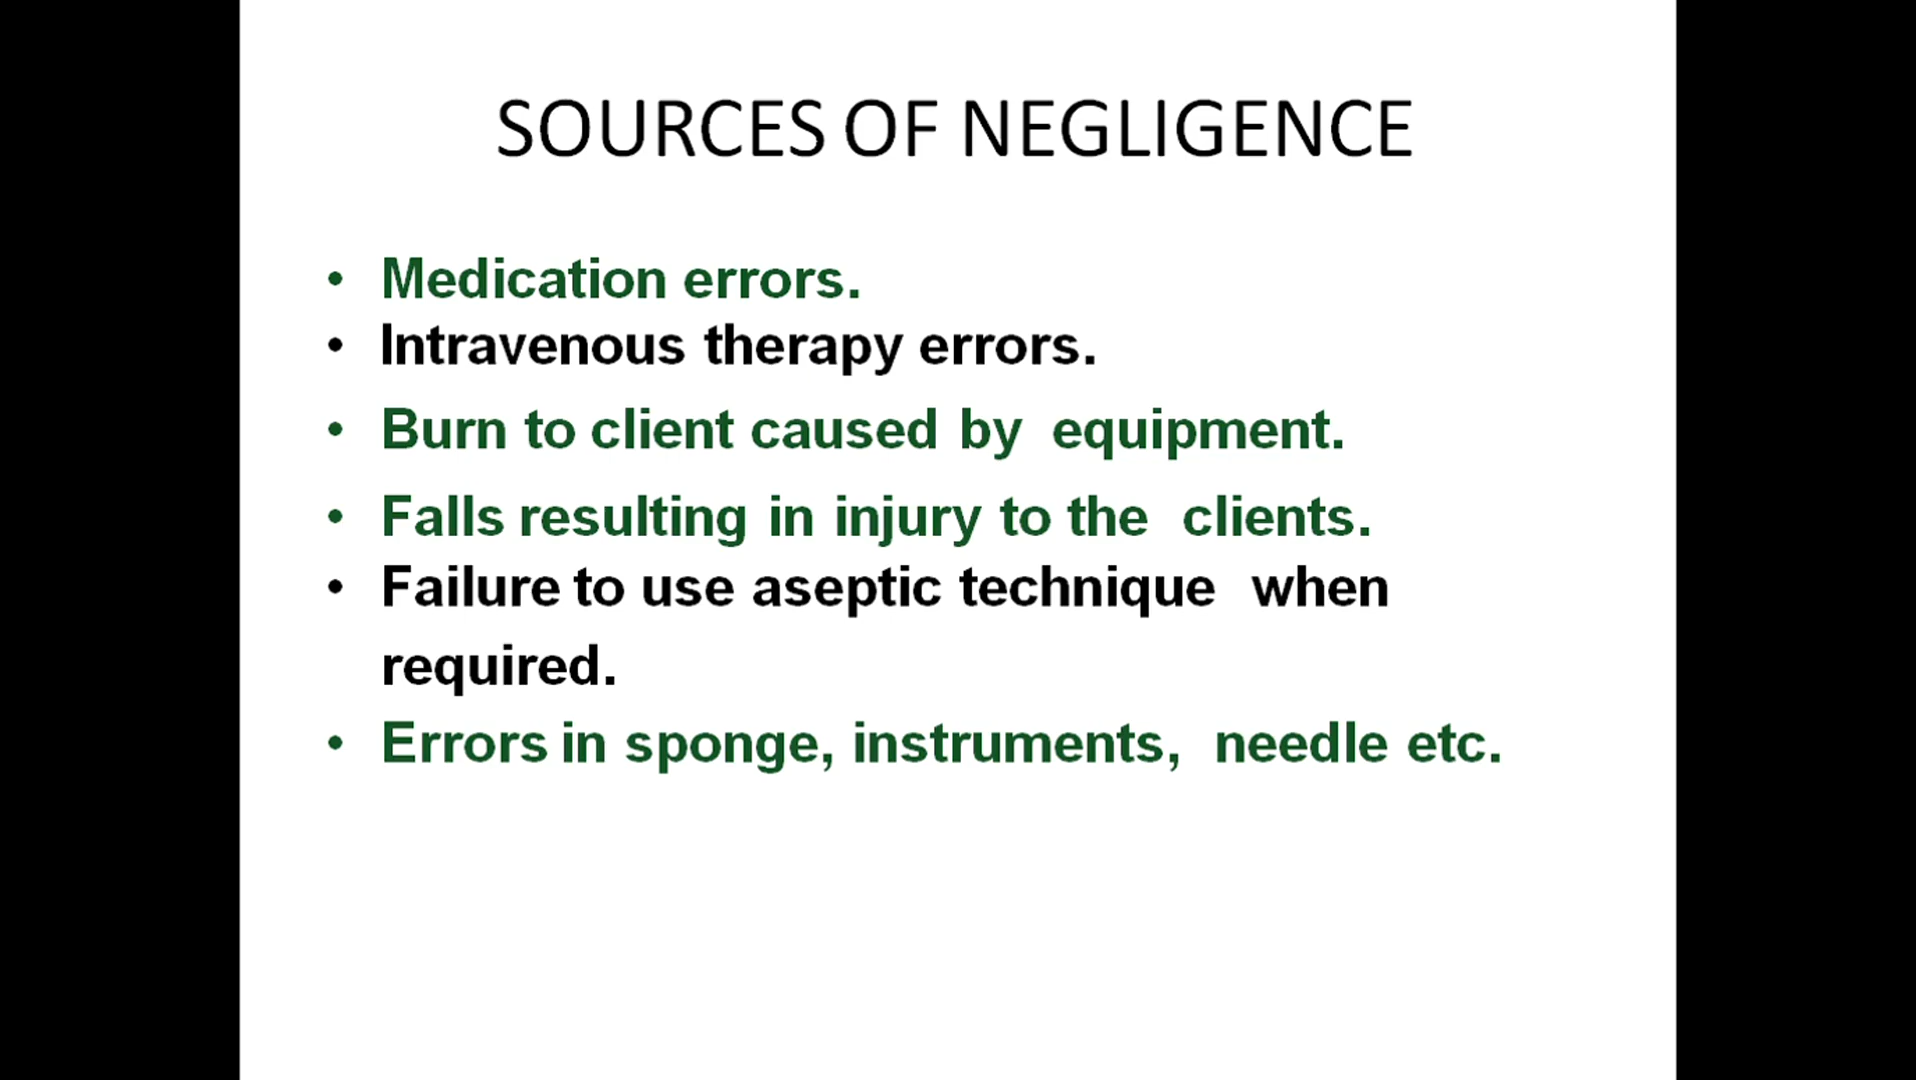 SOURCES OF NEGLIGENCE
• Medication errors.
• Intravenous therapy errors.
• Burn to client caused by equipment.
• Falls resulting in injury to the clients.
• Failure to use aseptic technique when
required.
• Errors in sponge, instruments, needle etc.